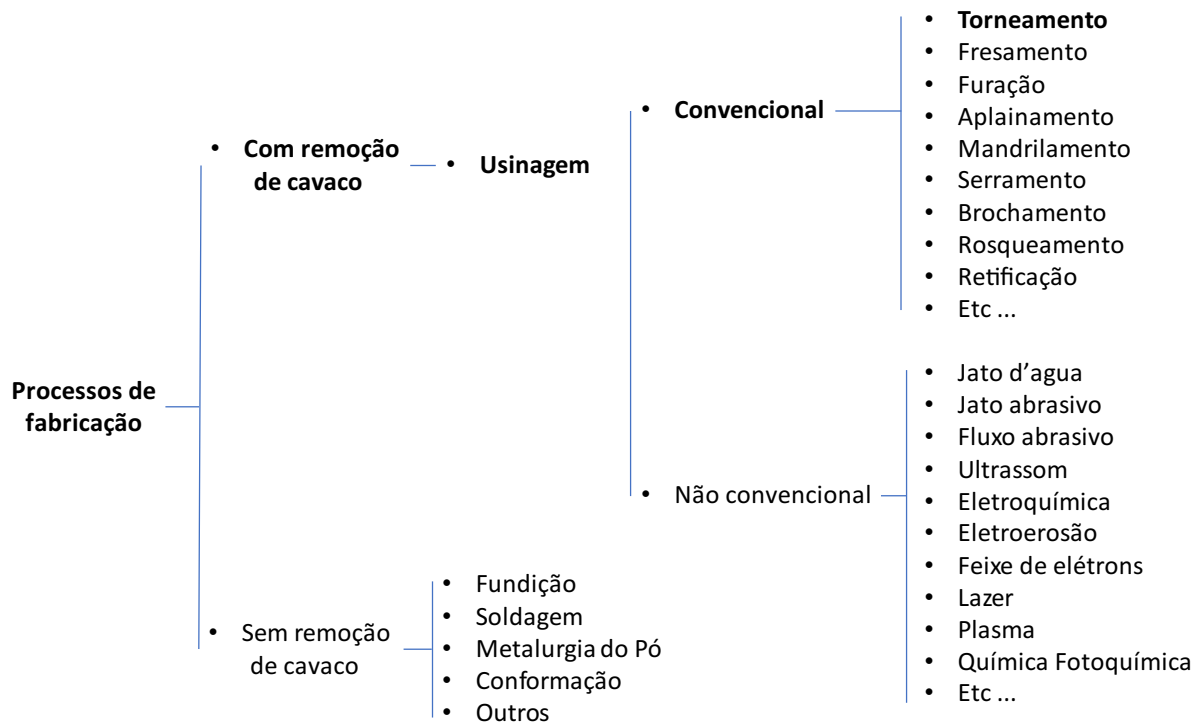 Processos de
fabricação
• Com remoção
de cavaco
• Usinagem
• Convencional
• Torneamento
• Fresamento
• Furação
• Aplainamento
• Mandrilamento
• Serramento
• Brochamento
• Rosqueamento
• Retificação
• Etc ...
• Não convencional
• Jato d’agua
• Jato abrasivo
• Fluxo abrasivo
• Ultrassom
• Eletroquímica
• Eletroerosão
• Feixe de elétrons
• Lazer
• Plasma
• Química Fotoquímica
• Etc ...
• Sem remoção
de cavaco
• Fundição
• Soldagem
• Metalurgia do Pó
• Conformação
• Outros